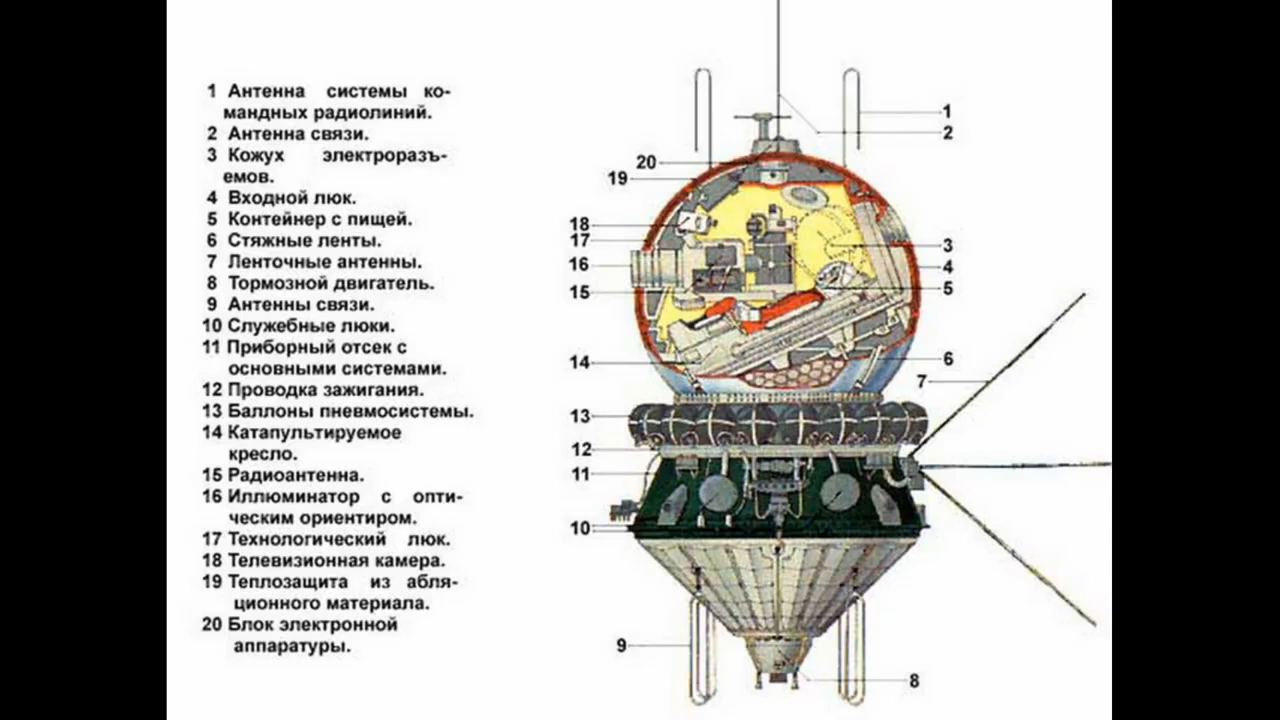 1 Антенна системы ко-
мандных радиолиний.
2 Антенна связи.
3 Кожух электроразъ-
емов.
4 Входной люк.
5 Контейнер с пищей.
6 Стяжные ленты.
7 Ленточные антенны.
8 Тормозной двигатель.
9 Антенны связи.
10 Служебные люки.
11 Приборный отсек с
основными системами.
12 Проводка зажигания.
13 Баллоны пневмосистемы.
14 Катапультируемое
кресло.
15 Радиоантенна.
16 Иллюминатор с опти-
ческим ориентиром.
17 Технологический люк.
18 Телевизионная камера.
19 Теплозащита из абля-
ционного материала.
20 Блок электронной
аппаратуры.
1
2
20
19
18
17
16
15
3
4
5
14
6
7
13
12
11
10
9
8